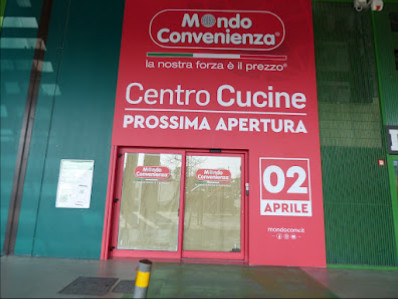 Mondo
Convenienza®
la nostra forza è il prezzo®
Centro Cucine
PROSSIMA APERTURA
Mondo
Convenienza
Mondo
Convenienza
02
APRILE
mondoconv.it